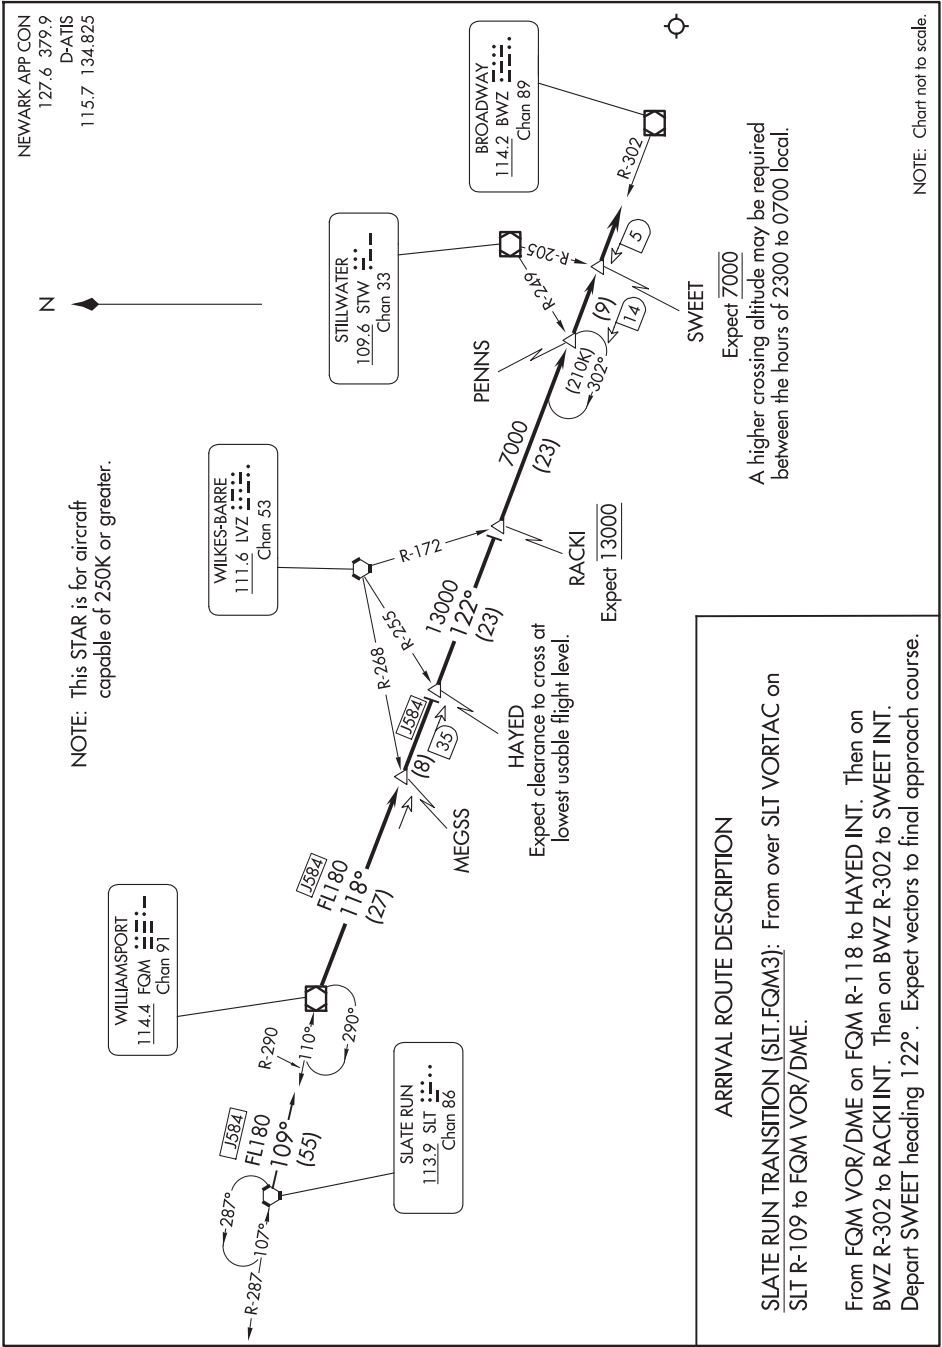 NEWARK APP CON
127.6 379.9
D-ATIS
115.7 134.825
N
NOTE: This STAR is for aircraft
capable of 250K or greater.
WILLIAMSPORT
114.4 FQM
Chan 91
WILKES-BARRE
111.6 LVZ
Chan 53
STILLWATER
109.6 STW
Chan 33
BROADWAY
114.2 BWZ
Chan 89
SLATE RUN
113.9 SLT
Chan 86
R-287
107°
287°
J584
FL180
109°
(55)
R-290
110°
290°
J584
FL180
118°
(27)
MEGSS
(8)
J584
35
R-268
R-255
R-172
HAYED
Expect clearance to cross at
lowest usable flight level.
13000
122°
(23)
RACKI
Expect 13000
7000
(23)
PENNS
(210K)
302°
R-249
R-205
(9)
14
5
R-302
SWEET
Expect 7000
A higher crossing altitude may be required
between the hours of 2300 to 0700 local.
NOTE: Chart not to scale.
ARRIVAL ROUTE DESCRIPTION
SLATE RUN TRANSITION (SLT.FQM3): From over SLT VORTAC on
SLT R-109 to FQM VOR/DME.
From FQM VOR/DME on FQM R-118 to HAYED INT. Then on
BWZ R-302 to RACKI INT. Then on BWZ R-302 to SWEET INT.
Depart SWEET heading 122°. Expect vectors to final approach course.